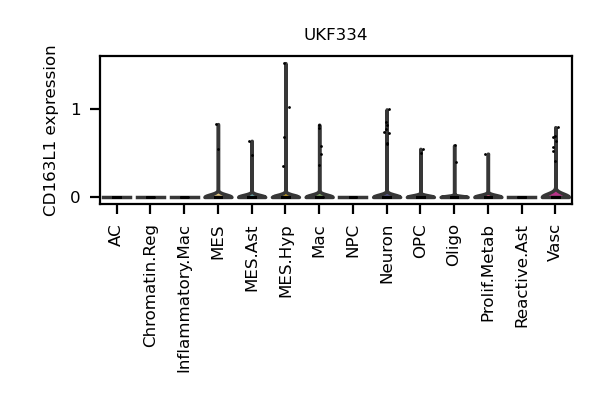 UKF334
CD163L1 expression
1
0
AC
Chromatin.Reg
Inflammatory.Mac
MES
MES.Ast
MES.Hyp
Mac
NPC
Neuron
OPC
Oligo
Prolif.Metab
Reactive.Ast
Vasc